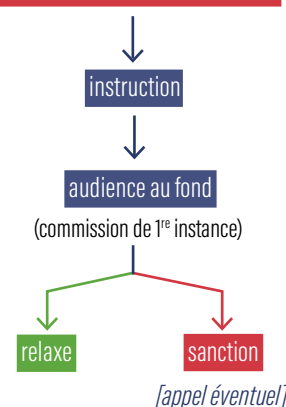 instruction
audience au fond
(commission de 1re instance)
relaxe
sanction
[appel éventuel]